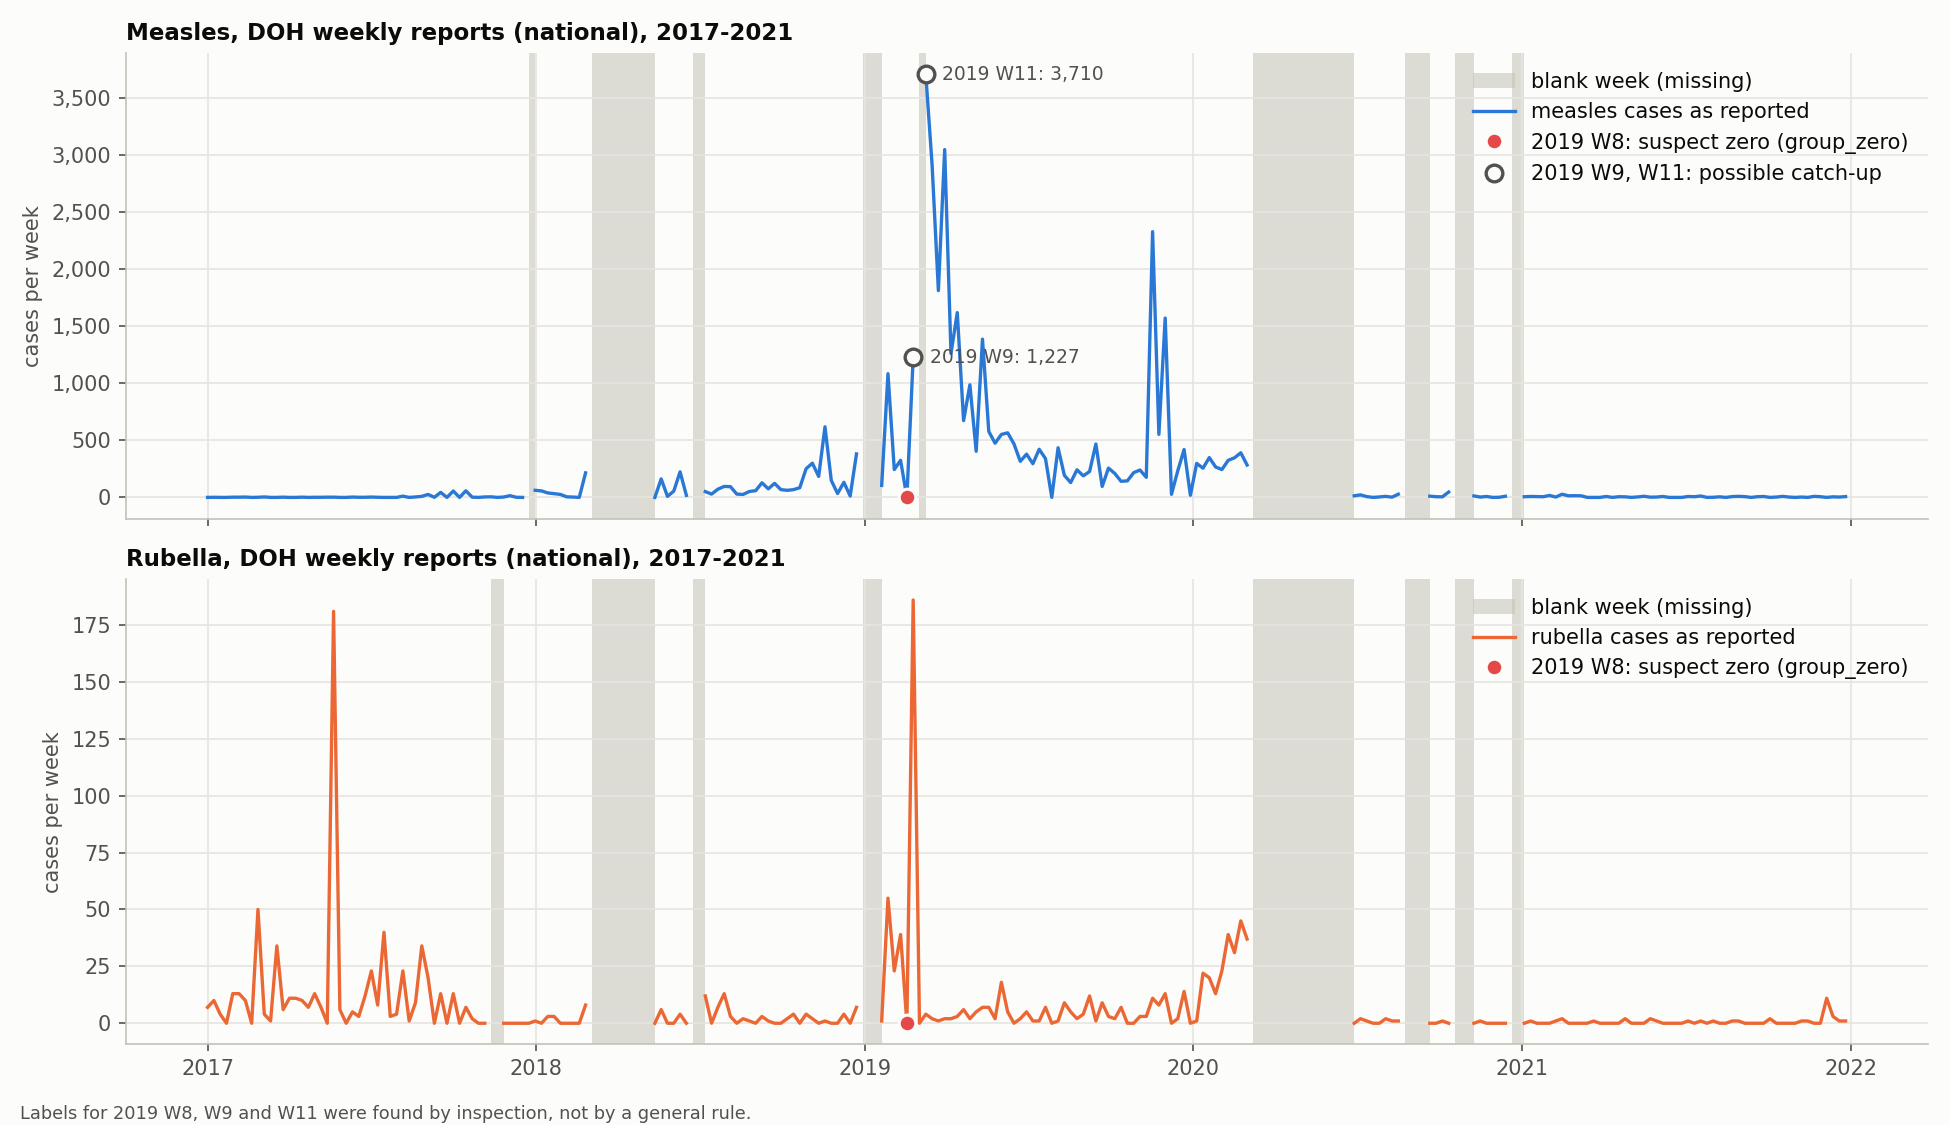 Measles, DOH weekly reports (national), 2017-2021
cases per week
3,500
3,000
2,500
2,000
1,500
1,000
500
0
2019 W11: 3,710
2019 W9: 1,227
blank week (missing)
measles cases as reported
2019 W8: suspect zero (group_zero)
2019 W9, W11: possible catch-up
Rubella, DOH weekly reports (national), 2017-2021
cases per week
175
150
125
100
75
50
25
0
blank week (missing)
rubella cases as reported
2019 W8: suspect zero (group_zero)
2017 2018 2019 2020 2021 2022
Labels for 2019 W8, W9 and W11 were found by inspection, not by a general rule.